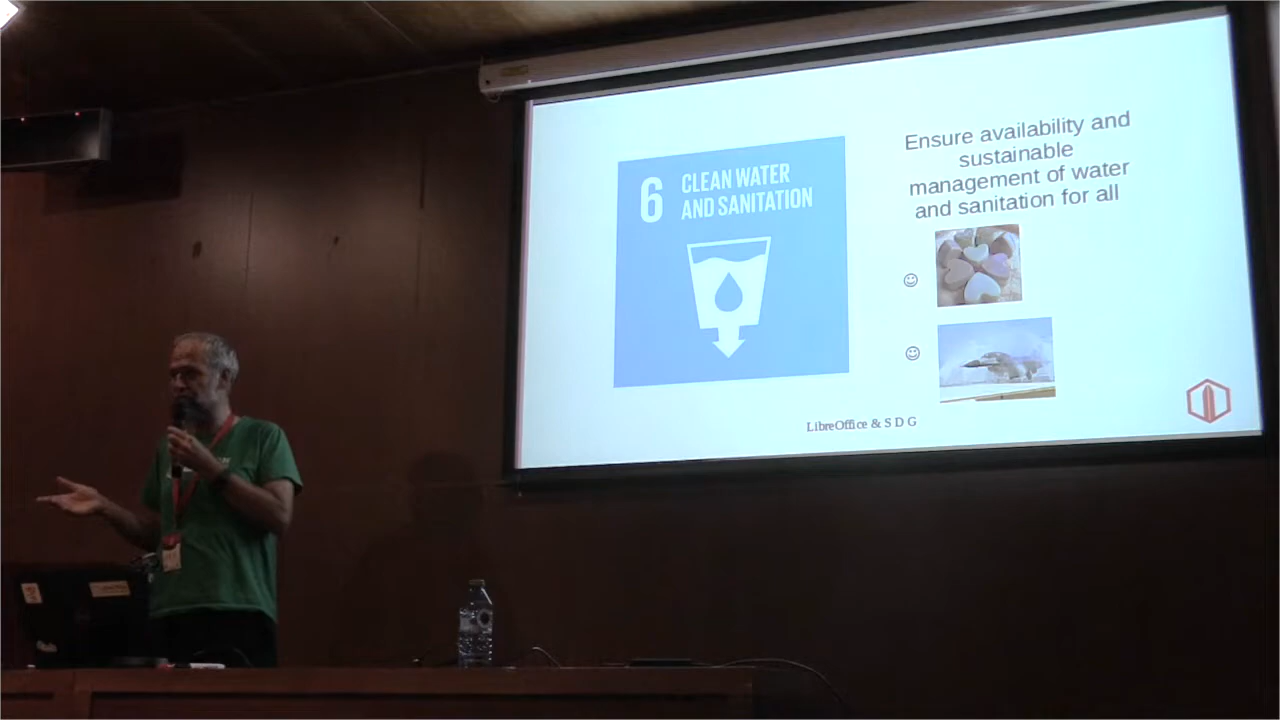 6 CLEAN WATER
AND SANITATION
Ensure availability and
sustainable
management of water
and sanitation for all
☺
☺
LibreOffice & S D G